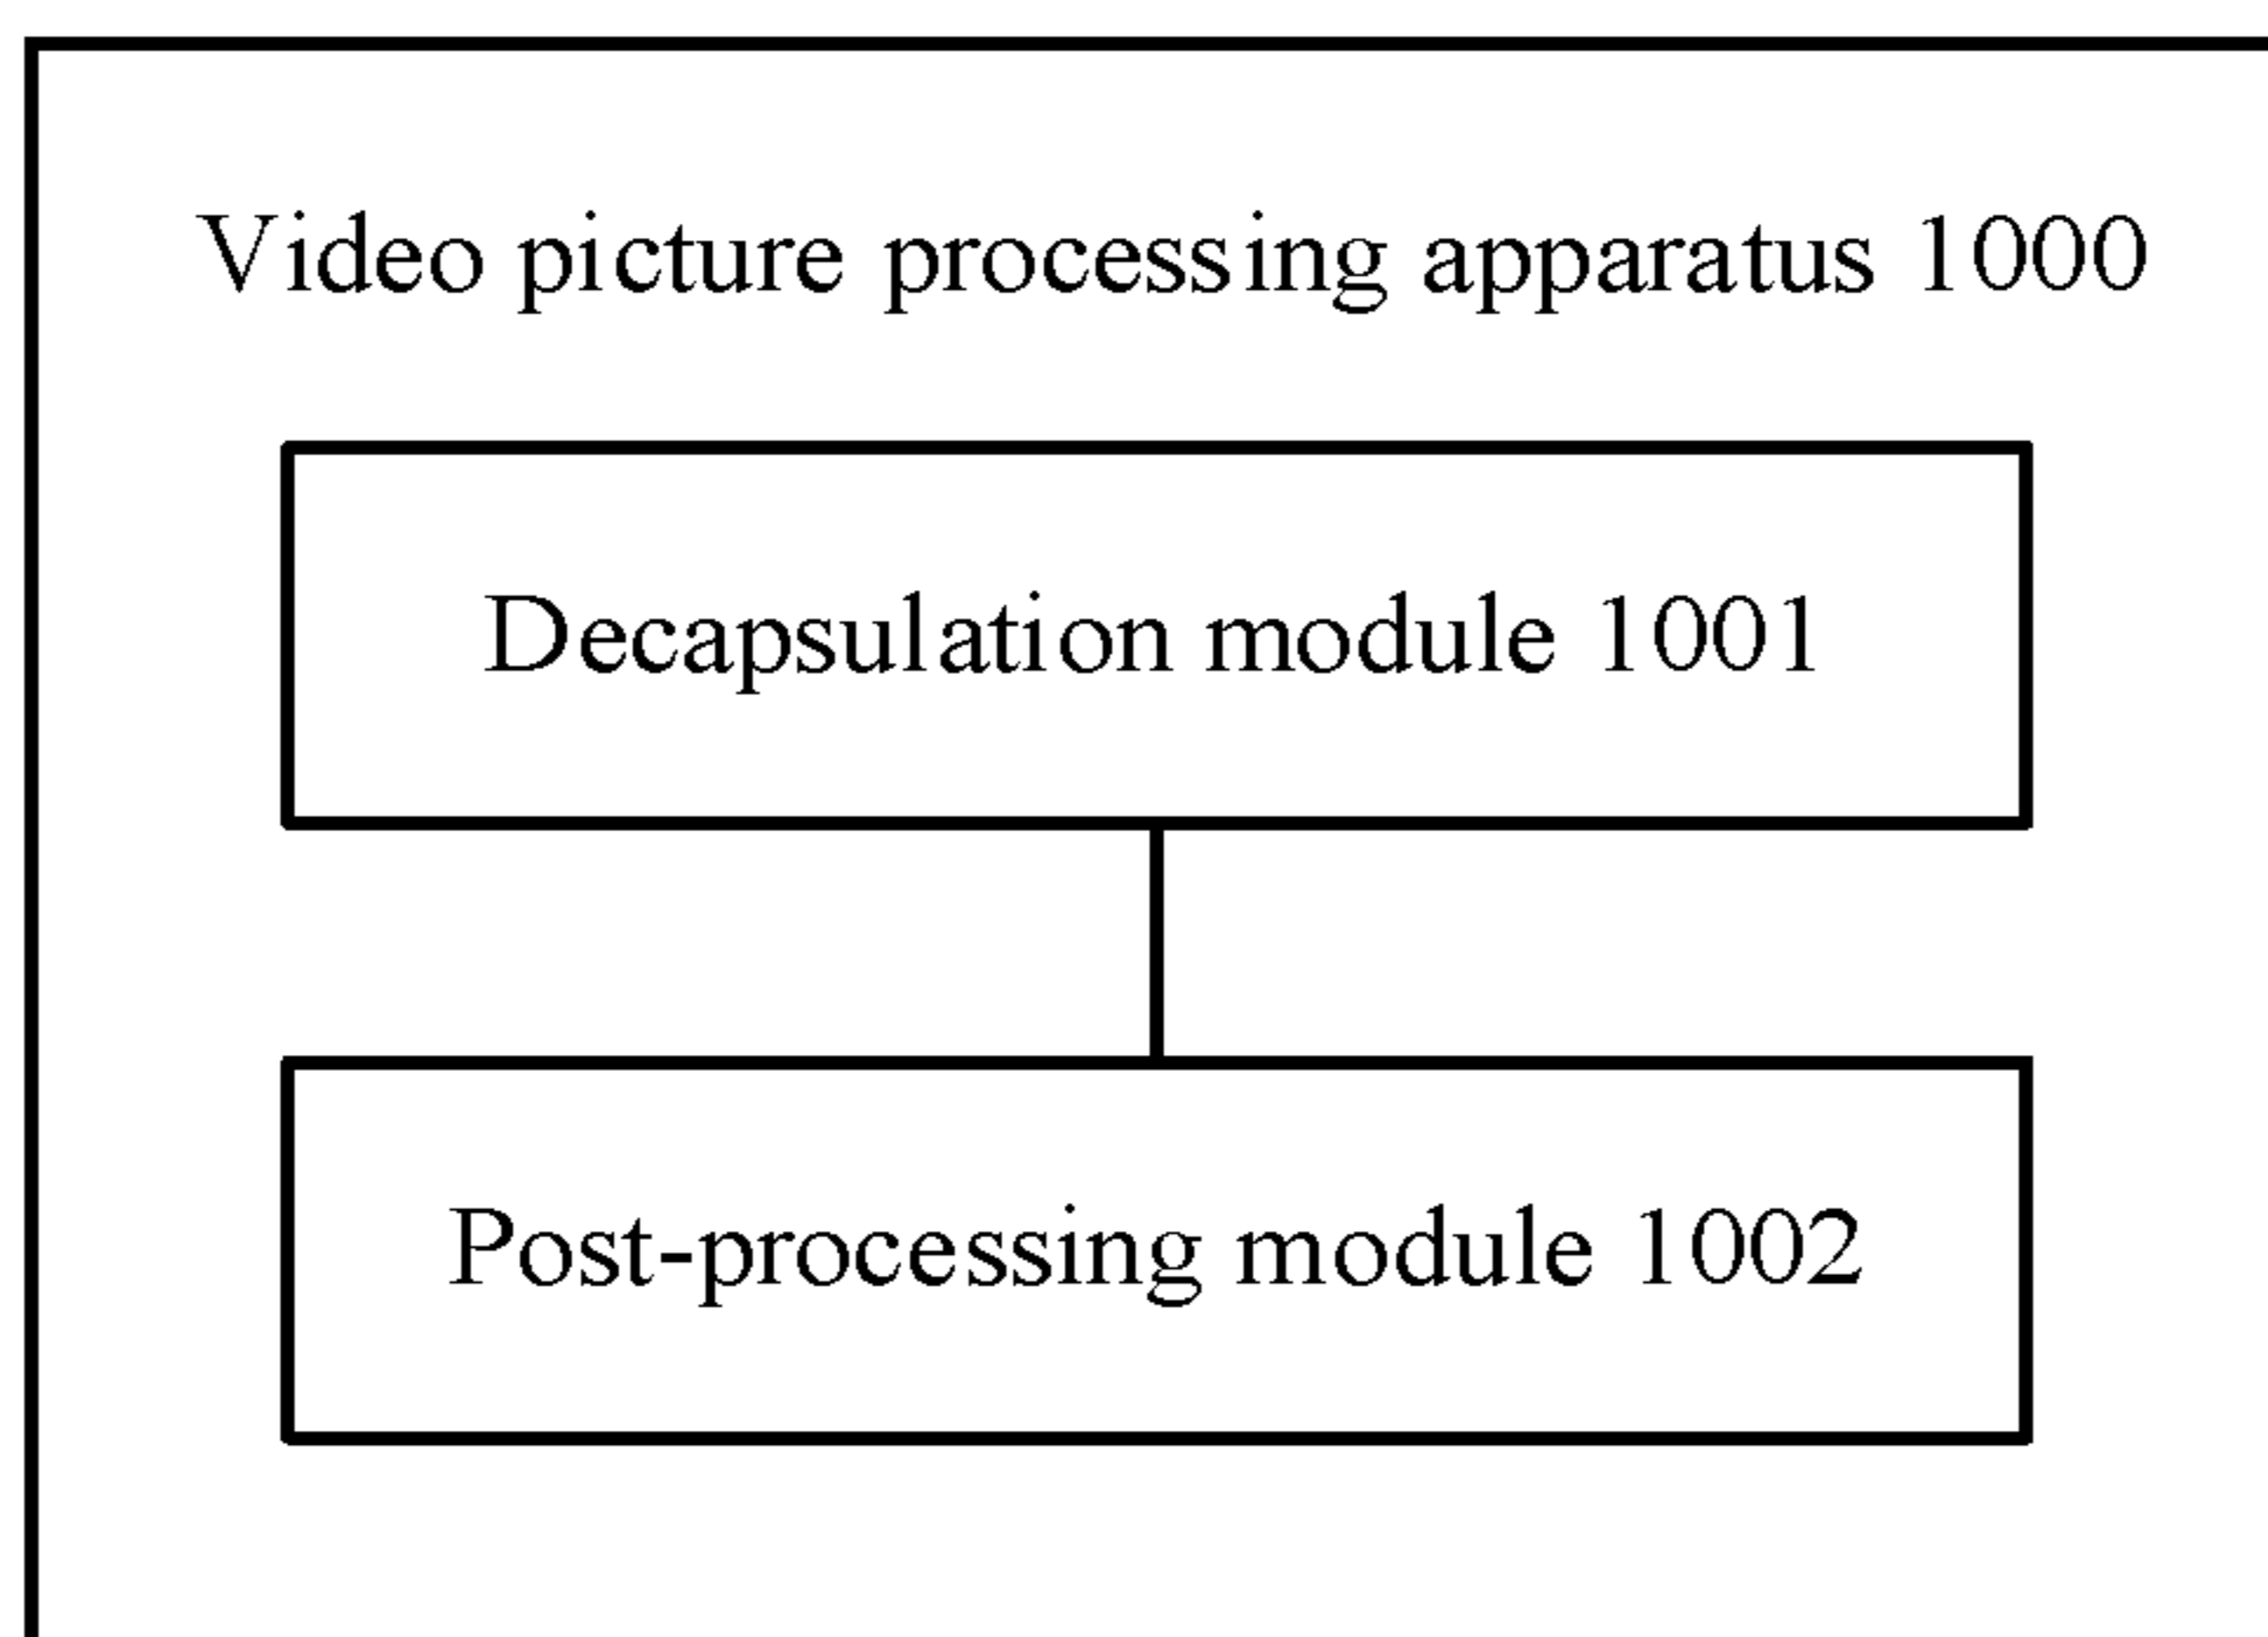 Video picture processing apparatus 1000
Decapsulation module 1001
Post-processing module 1002